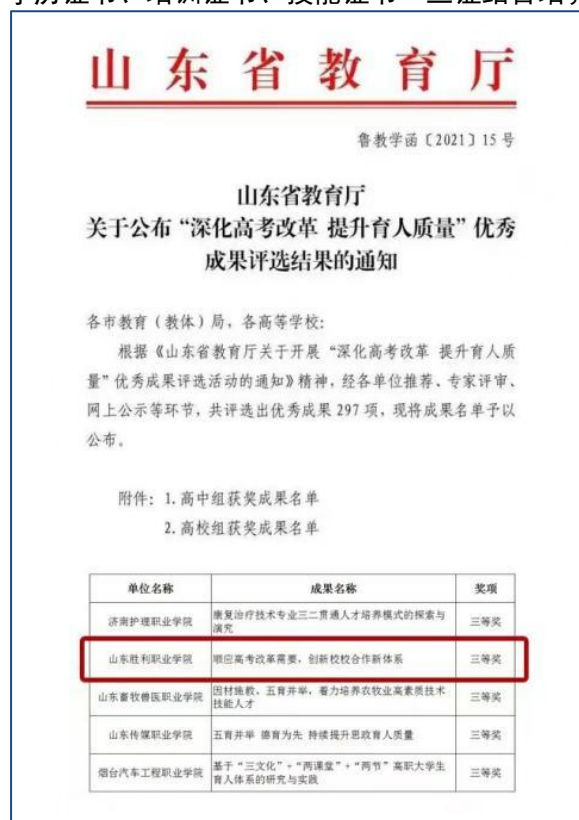 山东省教育厅
鲁教学函〔2021〕15号
山东省教育厅
关于公布“深化高考改革 提升育人质量”优秀
成果评选结果的通知
各市教育（教体）局，各高等学校：
根据《山东省教育厅关于开展“深化高考改革 提升育人质
量”优秀成果评选活动的通知》精神，经各单位推荐、专家评审、
网上公示等环节，共评选出优秀成果297项，现将成果名单予以
公布。
附件：1.高中组获奖成果名单
2.高校组获奖成果名单
单位名称 成果名称 奖项
济南护理职业学院 康复治疗技术专业三二贯通人才培养模式的探索与
演究 三等奖
山东胜利职业学院 顺应高考改革需要、创新校校合作新体系 三等奖
山东畜牧兽医职业学院 因材施教、五育并举，着力培养农牧业高素质技术
技能人才 三等奖
山东传媒职业学院 五育并举 德育为先 持续提升思政育人质量 三等奖
烟台汽车工程职业学院 基于“三文化”+“两课堂”+“两节”高职大学生
育人体系的研究与实践 三等奖